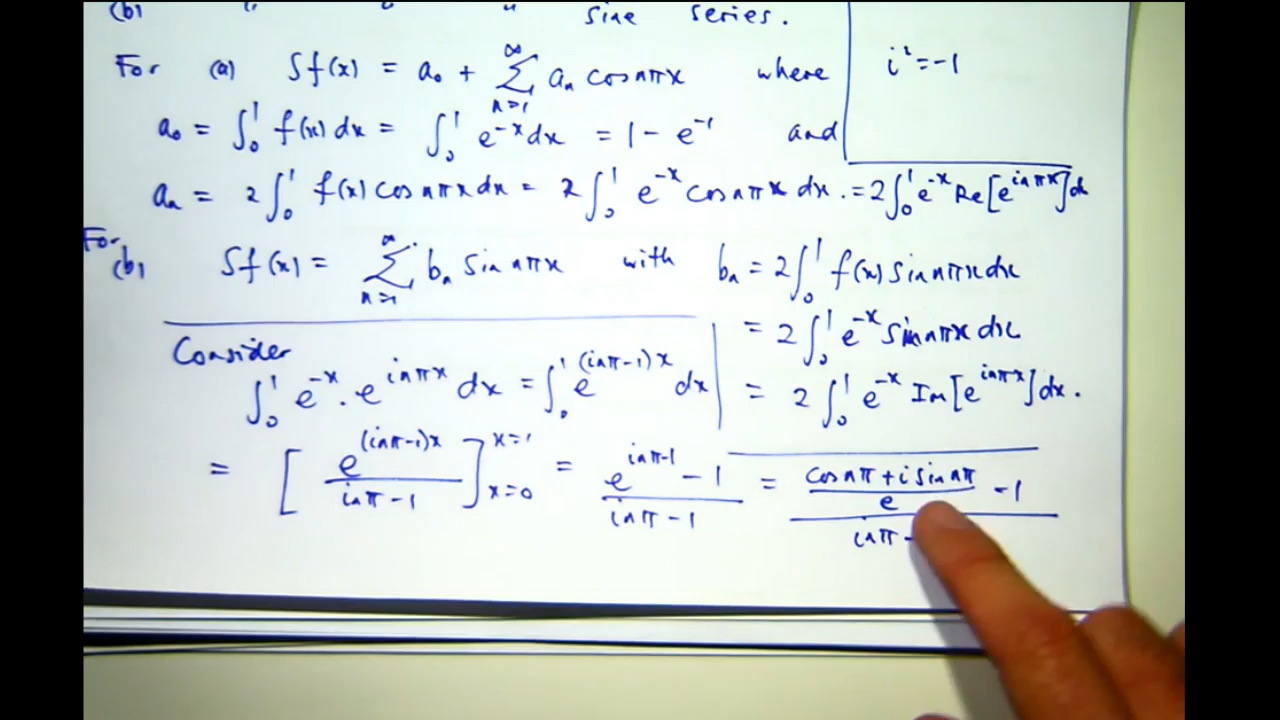 (b) " " " sine series.
For (a) Sf(x) = a₀ + ∑_{n=1}^{∞} aₙ cos nπx where
i² = -1
a₀ = ∫₀¹ f(x) dx = ∫₀¹ e^{-x} dx = 1 - e^{-1} and
aₙ = 2∫₀¹ f(x) cos nπx dx = 2∫₀¹ e^{-x} cos nπx dx. = 2∫₀¹ e^{-x} Re[e^{inπx}] d
For (b) Sf(x) = ∑_{n=1}^{∞} bₙ sin nπx with bₙ = 2∫₀¹ f(x) sin nπx dx
= 2∫₀¹ e^{-x} sin nπx dx
Consider
∫₀¹ e^{-x} . e^{inπx} dx = ∫₀¹ e^{(inπ-1)x} dx
= 2∫₀¹ e^{-x} Im[e^{inπx}] dx.
= [e^{(inπ-1)x} / (inπ - 1)]_{x=0}^{x=1} = (e^{inπ-1} - 1) / (inπ - 1) = ((cos nπ + i sin nπ)/e - 1) / (inπ -